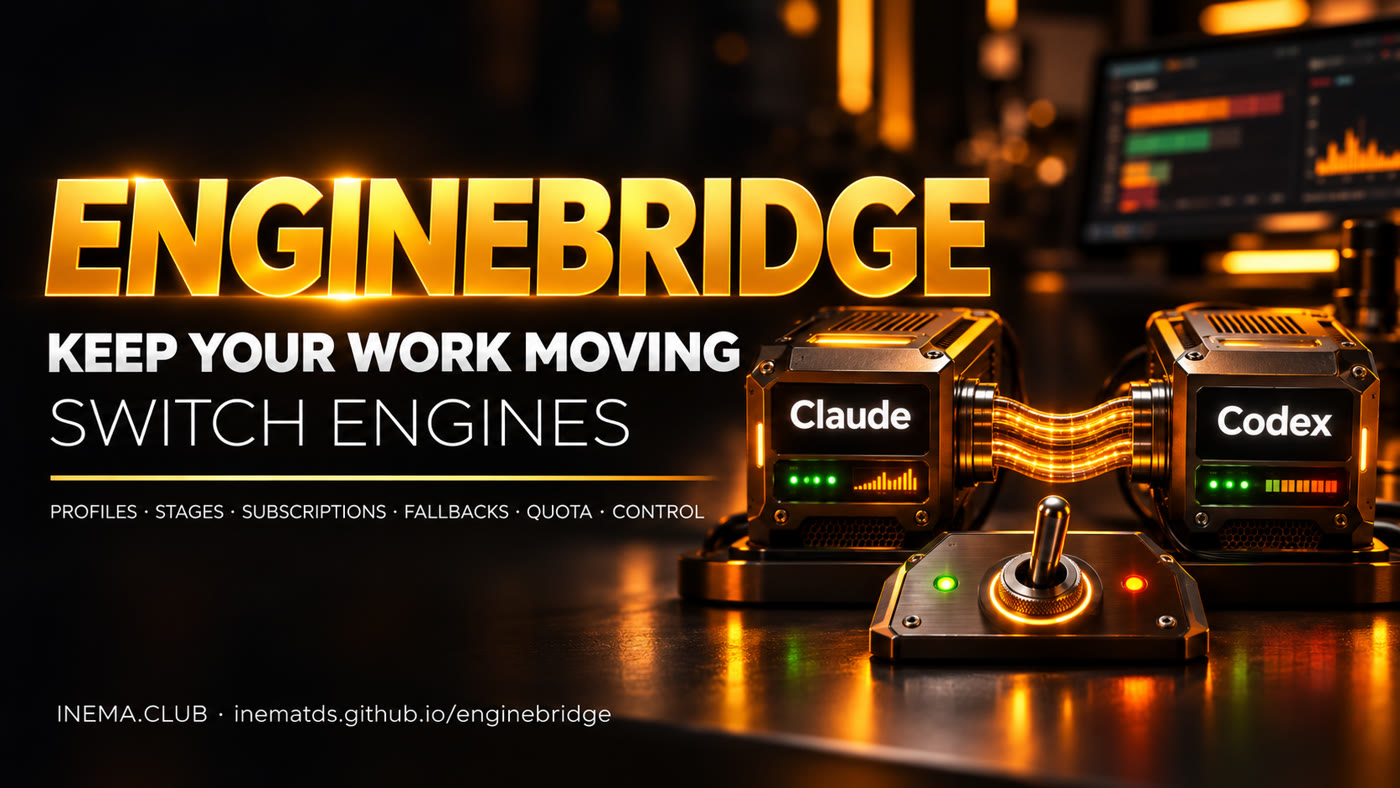 ENGINEBRIDGE
KEEP YOUR WORK MOVING
SWITCH ENGINES
PROFILES · STAGES · SUBSCRIPTIONS · FALLBACKS · QUOTA · CONTROL
Claude
Codex
INEMA.CLUB · inematds.github.io/enginebridge